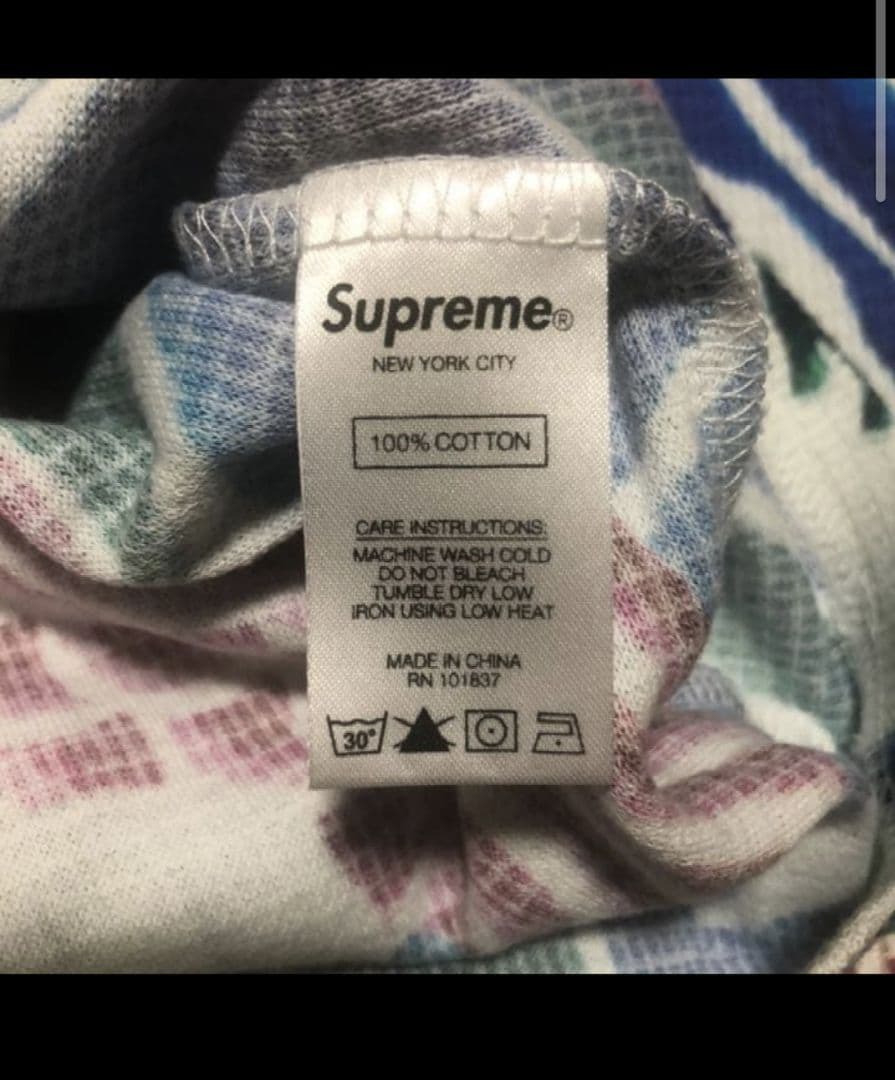 Supreme®
NEW YORK CITY
100% COTTON
CARE INSTRUCTIONS:
MACHINE WASH COLD
DO NOT BLEACH
TUMBLE DRY LOW
IRON USING LOW HEAT
MADE IN CHINA
RN 101837
30°